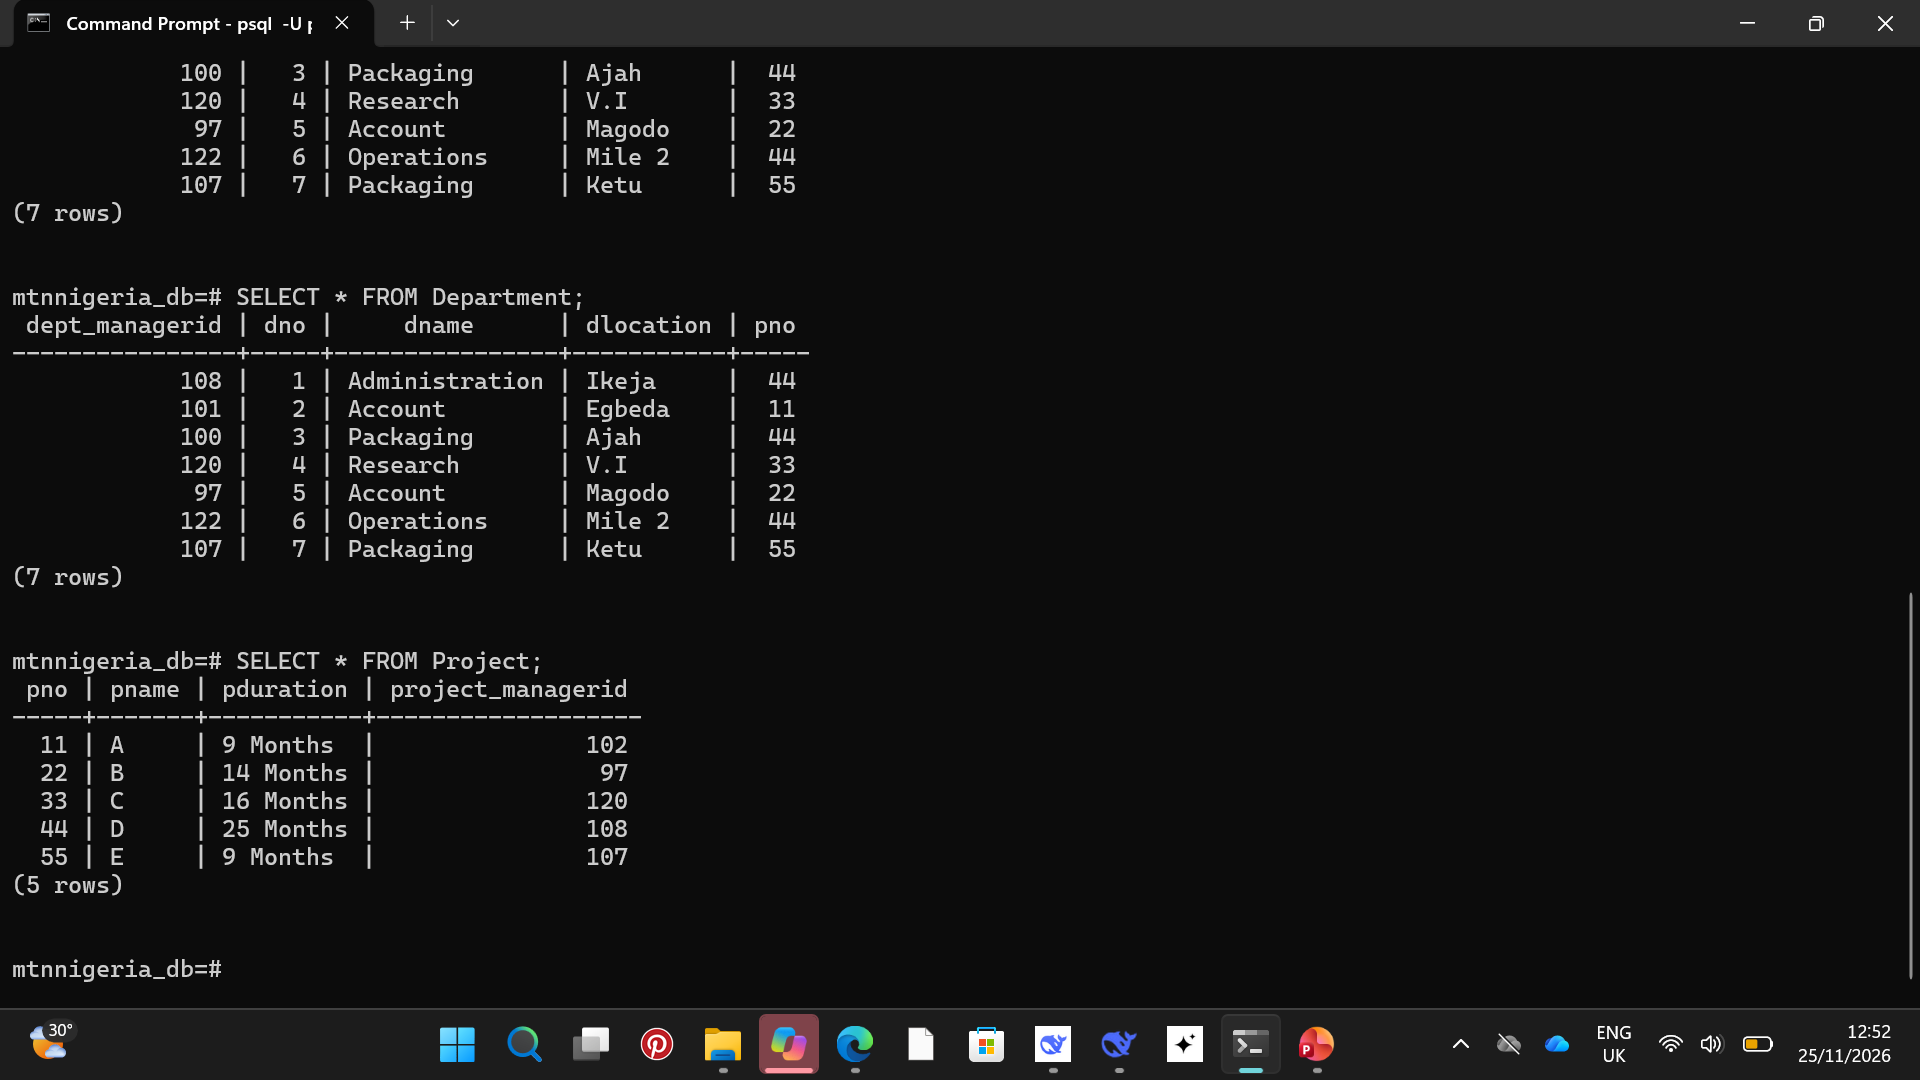 Command Prompt - psql -U p
100 | 3 | Packaging | Ajah | 44
120 | 4 | Research | V.I | 33
97 | 5 | Account | Magodo | 22
122 | 6 | Operations | Mile 2 | 44
107 | 7 | Packaging | Ketu | 55
(7 rows)
mtnnigeria_db=# SELECT * FROM Department;
dept_managerid | dno | dname | dlocation | pno
----------------+-----+----------------+-----------+-----
108 | 1 | Administration | Ikeja | 44
101 | 2 | Account | Egbeda | 11
100 | 3 | Packaging | Ajah | 44
120 | 4 | Research | V.I | 33
97 | 5 | Account | Magodo | 22
122 | 6 | Operations | Mile 2 | 44
107 | 7 | Packaging | Ketu | 55
(7 rows)
mtnnigeria_db=# SELECT * FROM Project;
pno | pname | pduration | project_managerid
-----+-------+-----------+-------------------
11 | A | 9 Months | 102
22 | B | 14 Months | 97
33 | C | 16 Months | 120
44 | D | 25 Months | 108
55 | E | 9 Months | 107
(5 rows)
mtnnigeria_db=#
30°
ENG
UK
12:52
25/11/2026